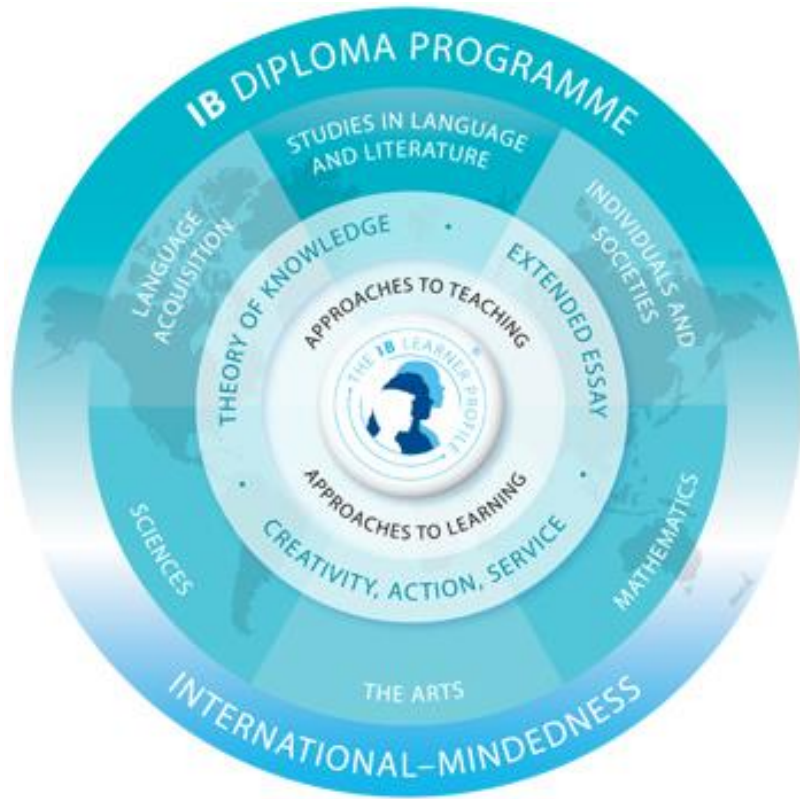 IB DIPLOMA PROGRAMME
STUDIES IN LANGUAGE
AND LITERATURE
LANGUAGE
ACQUISITION
INDIVIDUALS AND
SOCIETIES
THEORY OF KNOWLEDGE
EXTENDED ESSAY
APPROACHES TO TEACHING
THE IB LEARNER PROFILE
®
APPROACHES TO LEARNING
CREATIVITY, ACTION, SERVICE
SCIENCES
MATHEMATICS
THE ARTS
INTERNATIONAL–MINDEDNESS